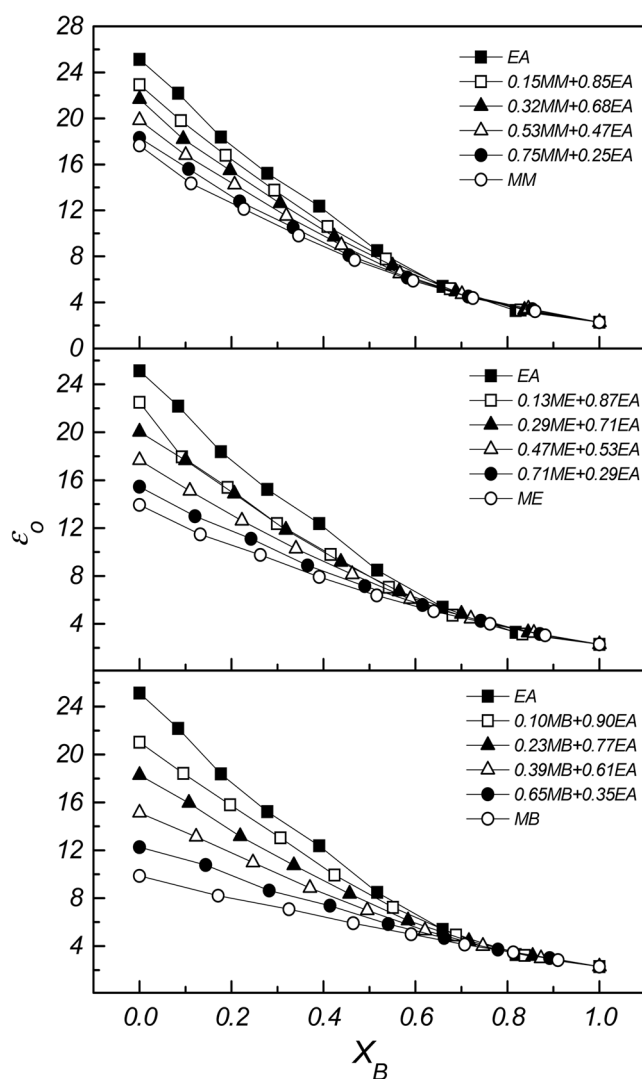 28
24
20
16
12
8
4
0
EA
0.15MM+0.85EA
0.32MM+0.68EA
0.53MM+0.47EA
0.75MM+0.25EA
MM
24
20
16
12
8
4
EA
0.13ME+0.87EA
0.29ME+0.71EA
0.47ME+0.53EA
0.71ME+0.29EA
ME
εo
24
20
16
12
8
4
EA
0.10MB+0.90EA
0.23MB+0.77EA
0.39MB+0.61EA
0.65MB+0.35EA
MB
0.0 0.2 0.4 0.6 0.8 1.0
XB